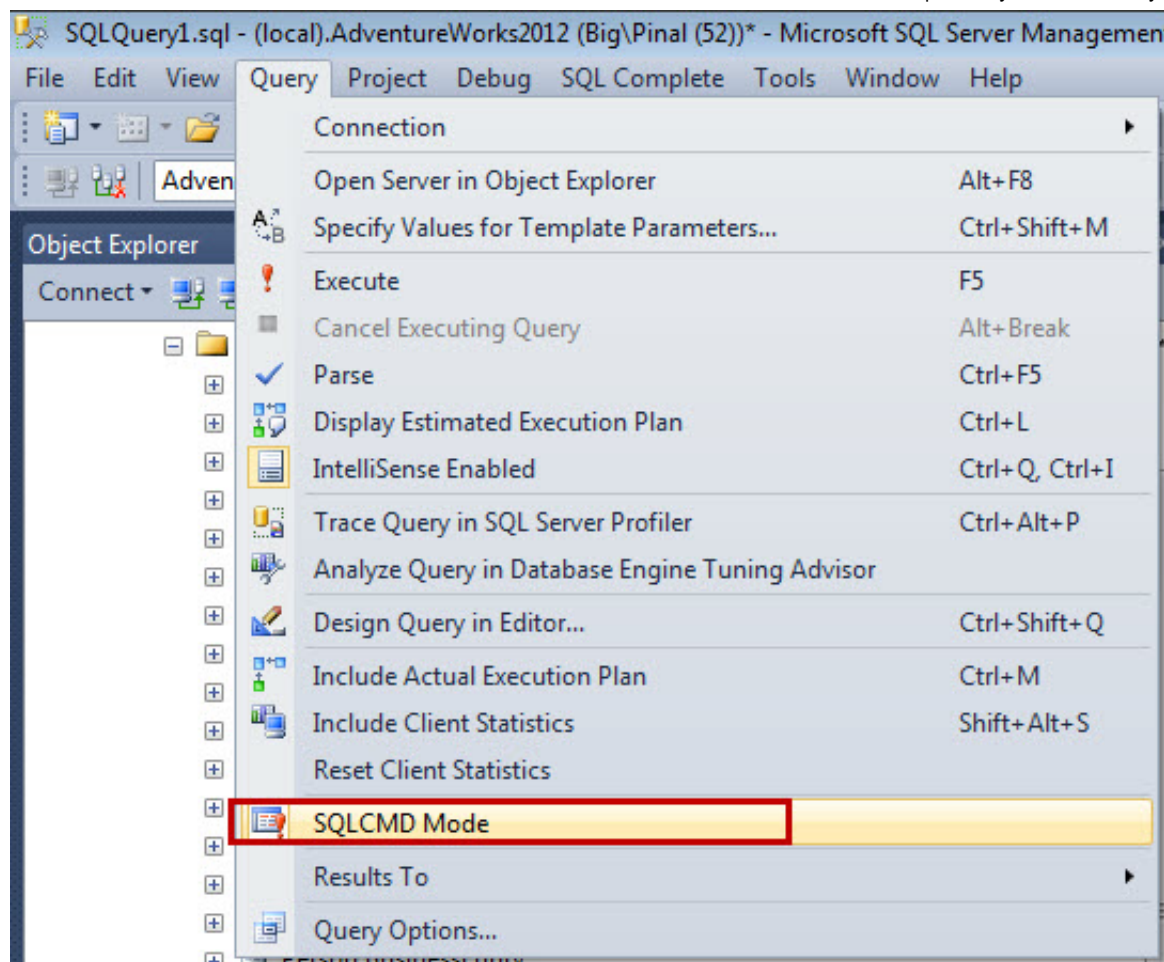 SQLQuery1.sql - (local).AdventureWorks2012 (Big\Pinal (52))* - Microsoft SQL Server Managemen
File Edit View Query Project Debug SQL Complete Tools Window Help
Connection
Adven
Open Server in Object Explorer Alt+F8
Specify Values for Template Parameters... Ctrl+Shift+M
Object Explorer
Execute F5
Connect
Cancel Executing Query Alt+Break
Parse Ctrl+F5
Display Estimated Execution Plan Ctrl+L
IntelliSense Enabled Ctrl+Q, Ctrl+I
Trace Query in SQL Server Profiler Ctrl+Alt+P
Analyze Query in Database Engine Tuning Advisor
Design Query in Editor... Ctrl+Shift+Q
Include Actual Execution Plan Ctrl+M
Include Client Statistics Shift+Alt+S
Reset Client Statistics
SQLCMD Mode
Results To
Query Options...